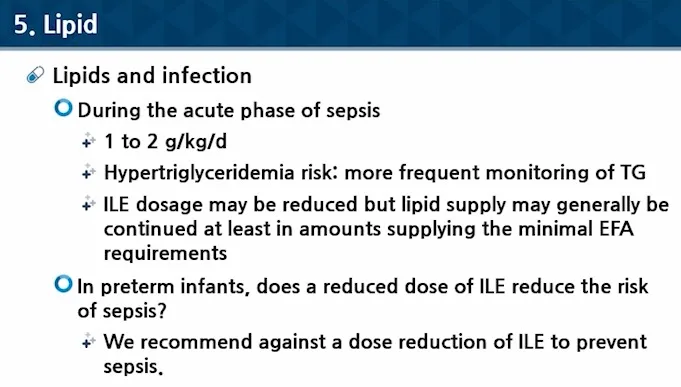 5. Lipid
Lipids and infection
During the acute phase of sepsis
1 to 2 g/kg/d
Hypertriglyceridemia risk: more frequent monitoring of TG
ILE dosage may be reduced but lipid supply may generally be
continued at least in amounts supplying the minimal EFA
requirements
In preterm infants, does a reduced dose of ILE reduce the risk
of sepsis?
We recommend against a dose reduction of ILE to prevent
sepsis.